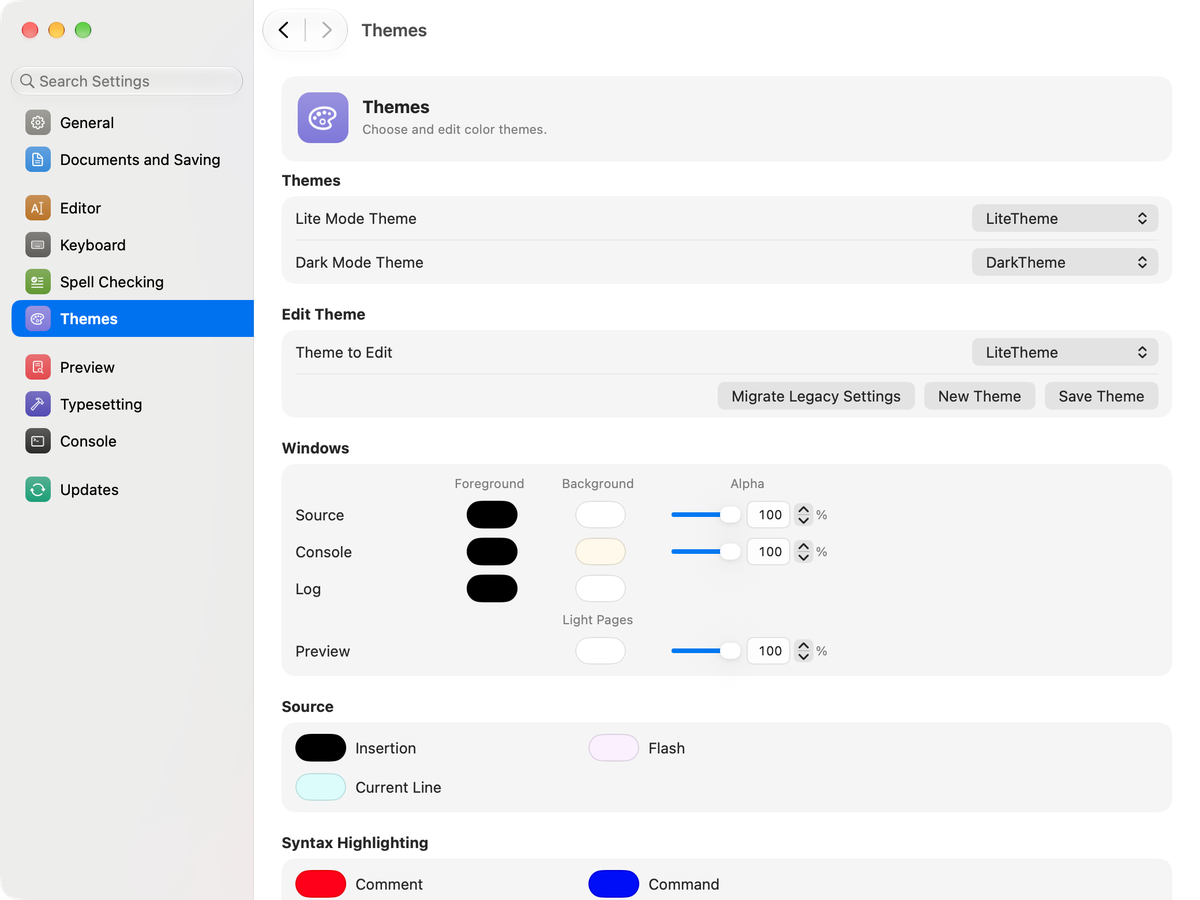 Themes
Search Settings
General
Documents and Saving
Editor
Keyboard
Spell Checking
Themes
Preview
Typesetting
Console
Updates
Themes
Choose and edit color themes.
Themes
Lite Mode Theme LiteTheme
Dark Mode Theme DarkTheme
Edit Theme
Theme to Edit LiteTheme
Migrate Legacy Settings New Theme Save Theme
Windows
Foreground Background Alpha
Source 100 %
Console 100 %
Log
Light Pages
Preview 100 %
Source
Insertion Flash
Current Line
Syntax Highlighting
Comment Command